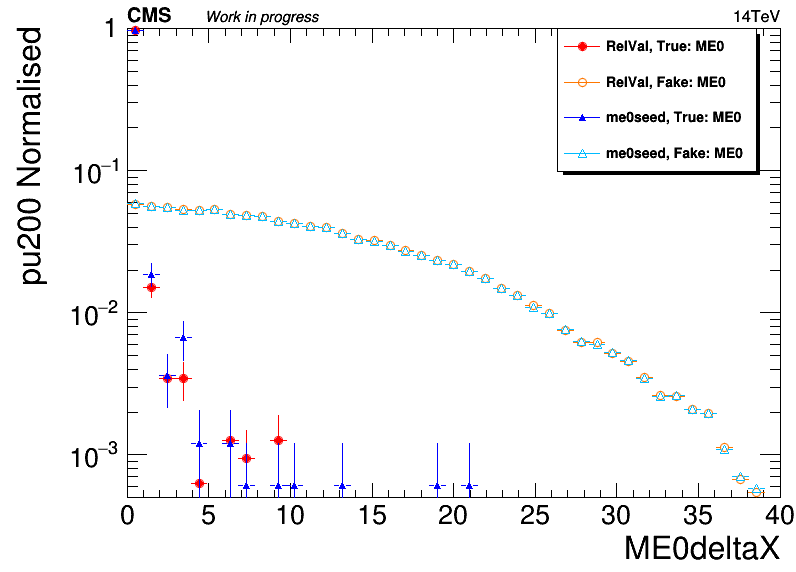 CMS Work in progress 14TeV
pu200 Normalised
RelVal, True: ME0
RelVal, Fake: ME0
me0seed, True: ME0
me0seed, Fake: ME0
1
10⁻¹
10⁻²
10⁻³
0 5 10 15 20 25 30 35 40
ME0deltaX